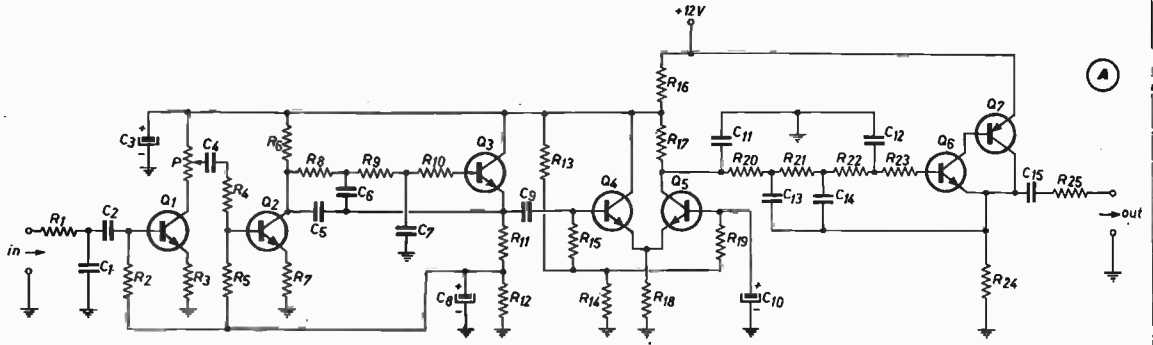 +12V
A
R16
Q7
C3
+
-
P
C4
R6
Q3
R13
R17
C11
C12
Q6
R8
R9
R10
R20
R21
R22
R23
R4
C6
C9
Q4
Q5
C13
C14
C15
R25
R1
C2
Q1
Q2
C5
C7
R11
R15
R19
out
in
C1
R2
R3
R5
R7
C8
+
-
R12
R14
R18
+
-
C10
R24